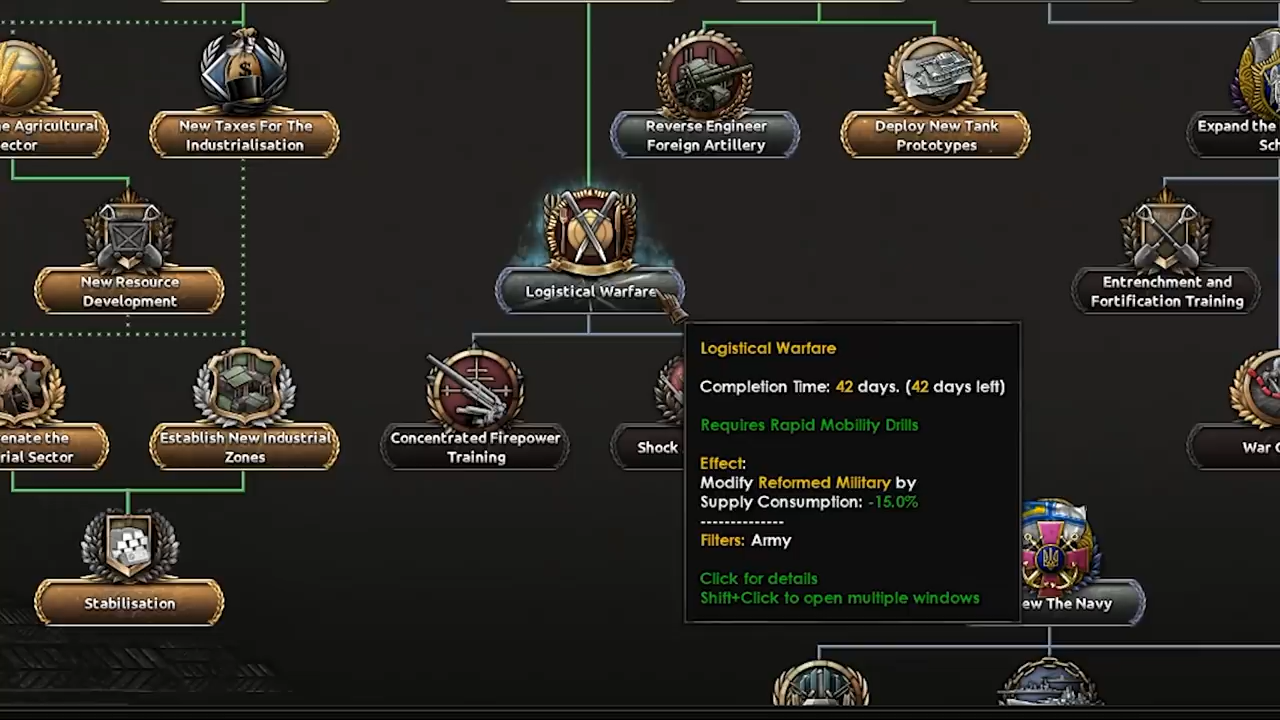 e Agricultural
ector
New Taxes For The
Industrialisation
Reverse Engineer
Foreign Artillery
Deploy New Tank
Prototypes
Expand the
Sch
New Resource
Development
Logistical Warfare
Entrenchment and
Fortification Training
enate the
rial Sector
Establish New Industrial
Zones
Concentrated Firepower
Training
Shock
War
Stabilisation
ew The Navy
Logistical Warfare
Completion Time: 42 days. (42 days left)
Requires Rapid Mobility Drills
Effect:
Modify Reformed Military by
Supply Consumption: -15.0%
--------------
Filters: Army
Click for details
Shift+Click to open multiple windows